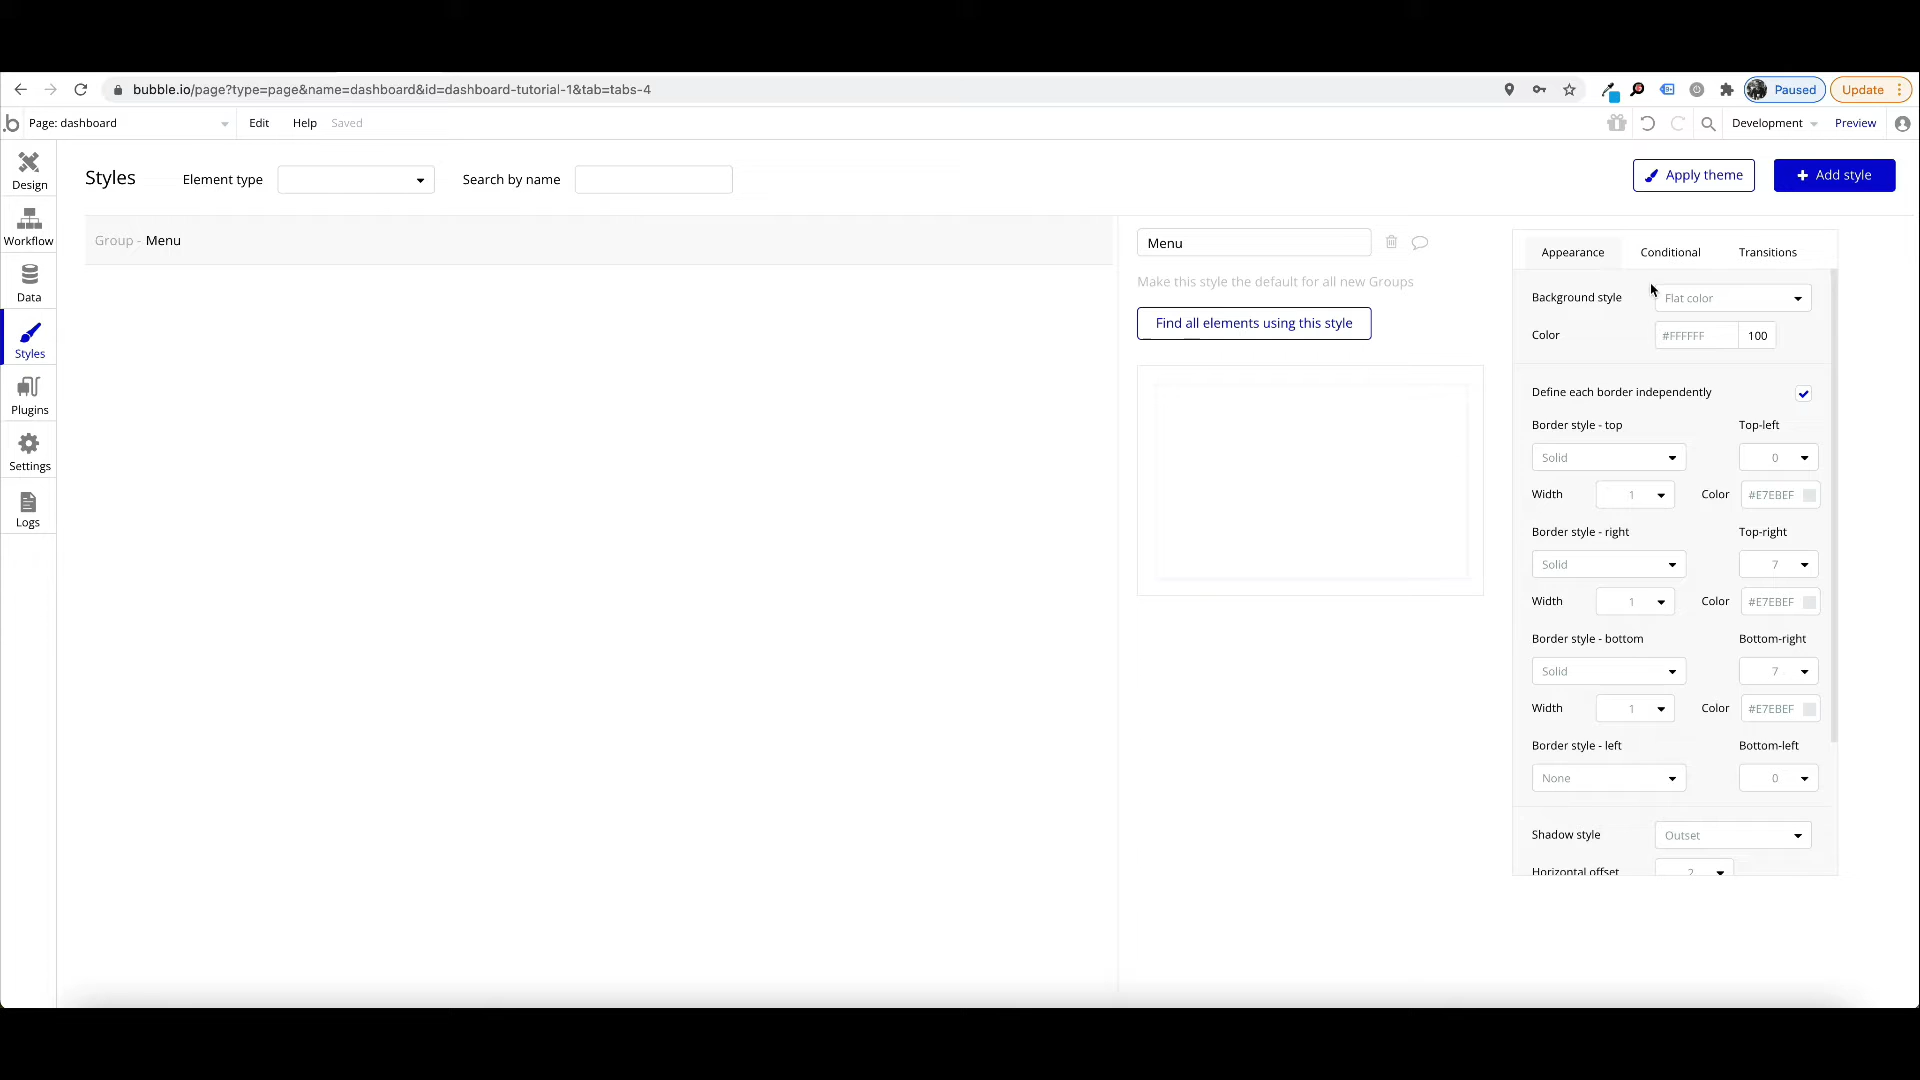 bubble.io/page?type=page&name=dashboard&id=dashboard-tutorial-1&tab=tabs-4
Paused
Update
Page: dashboard
Edit
Help
Saved
Development
Preview
Design
Workflow
Data
Styles
Plugins
Settings
Logs
Styles
Element type
Search by name
Apply theme
+ Add style
Group - Menu
Menu
Make this style the default for all new Groups
Find all elements using this style
Appearance
Conditional
Transitions
Background style
Flat color
Color
#FFFFFF
100
Define each border independently
Border style - top
Top-left
Solid
0
Width
1
Color
#E7EBEF
Border style - right
Top-right
Solid
7
Width
1
Color
#E7EBEF
Border style - bottom
Bottom-right
Solid
7
Width
1
Color
#E7EBEF
Border style - left
Bottom-left
None
0
Shadow style
Outset
Horizontal offset
2